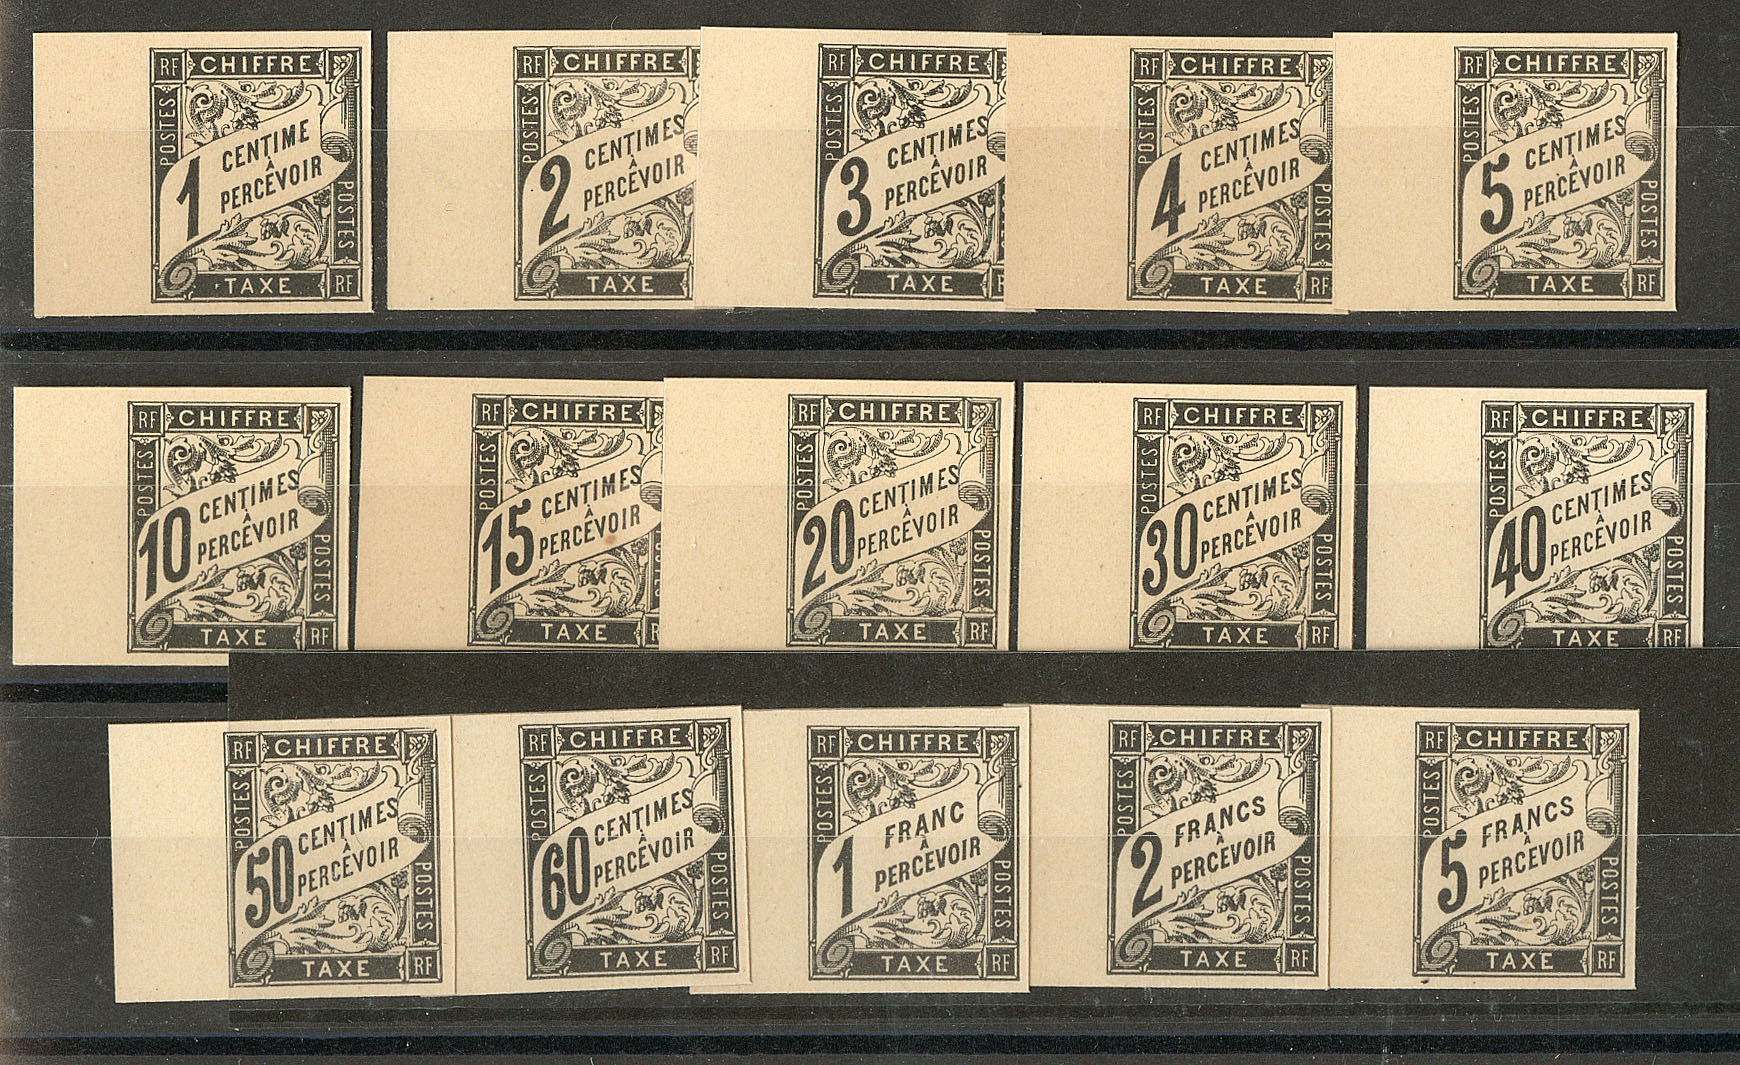 RF CHIFFRE
POSTES
1 CENTIME
À
PERCEVOIR
POSTES
TAXE RF
RF CHIFFRE
POSTES
2 CENTIMES
À
PERCEVOIR
TAXE
RF CHIFFRE
POSTES
3 CENTIMES
À
PERCEVOIR
TAXE
RF CHIFFRE
POSTES
4 CENTIMES
À
PERCEVOIR
POSTES
TAXE RF
RF CHIFFRE
POSTES
5 CENTIMES
À
PERCEVOIR
POSTES
TAXE RF
RF CHIFFRE
POSTES
10 CENTIMES
À
PERCEVOIR
POSTES
TAXE RF
RF CHIFFRE
POSTES
15 CENTIMES
À
PERCEVOIR
POSTES
TAXE
RF CHIFFRE
POSTES
20 CENTIMES
À
PERCEVOIR
POSTES
TAXE RF
RF CHIFFRE
POSTES
30 CENTIMES
À
PERCEVOIR
POSTES
TAXE RF
RF CHIFFRE
POSTES
40 CENTIMES
À
PERCEVOIR
POSTES
TAXE RF
RF CHIFFRE
POSTES
50 CENTIMES
À
PERCEVOIR
POSTES
TAXE RF
RF CHIFFRE
POSTES
60 CENTIMES
À
PERCEVOIR
POSTES
TAXE RF
RF CHIFFRE
POSTES
1 FRANC
À
PERCEVOIR
POSTES
TAXE RF
RF CHIFFRE
POSTES
2 FRANCS
À
PERCEVOIR
POSTES
TAXE RF
RF CHIFFRE
POSTES
5 FRANCS
À
PERCEVOIR
POSTES
TAXE RF